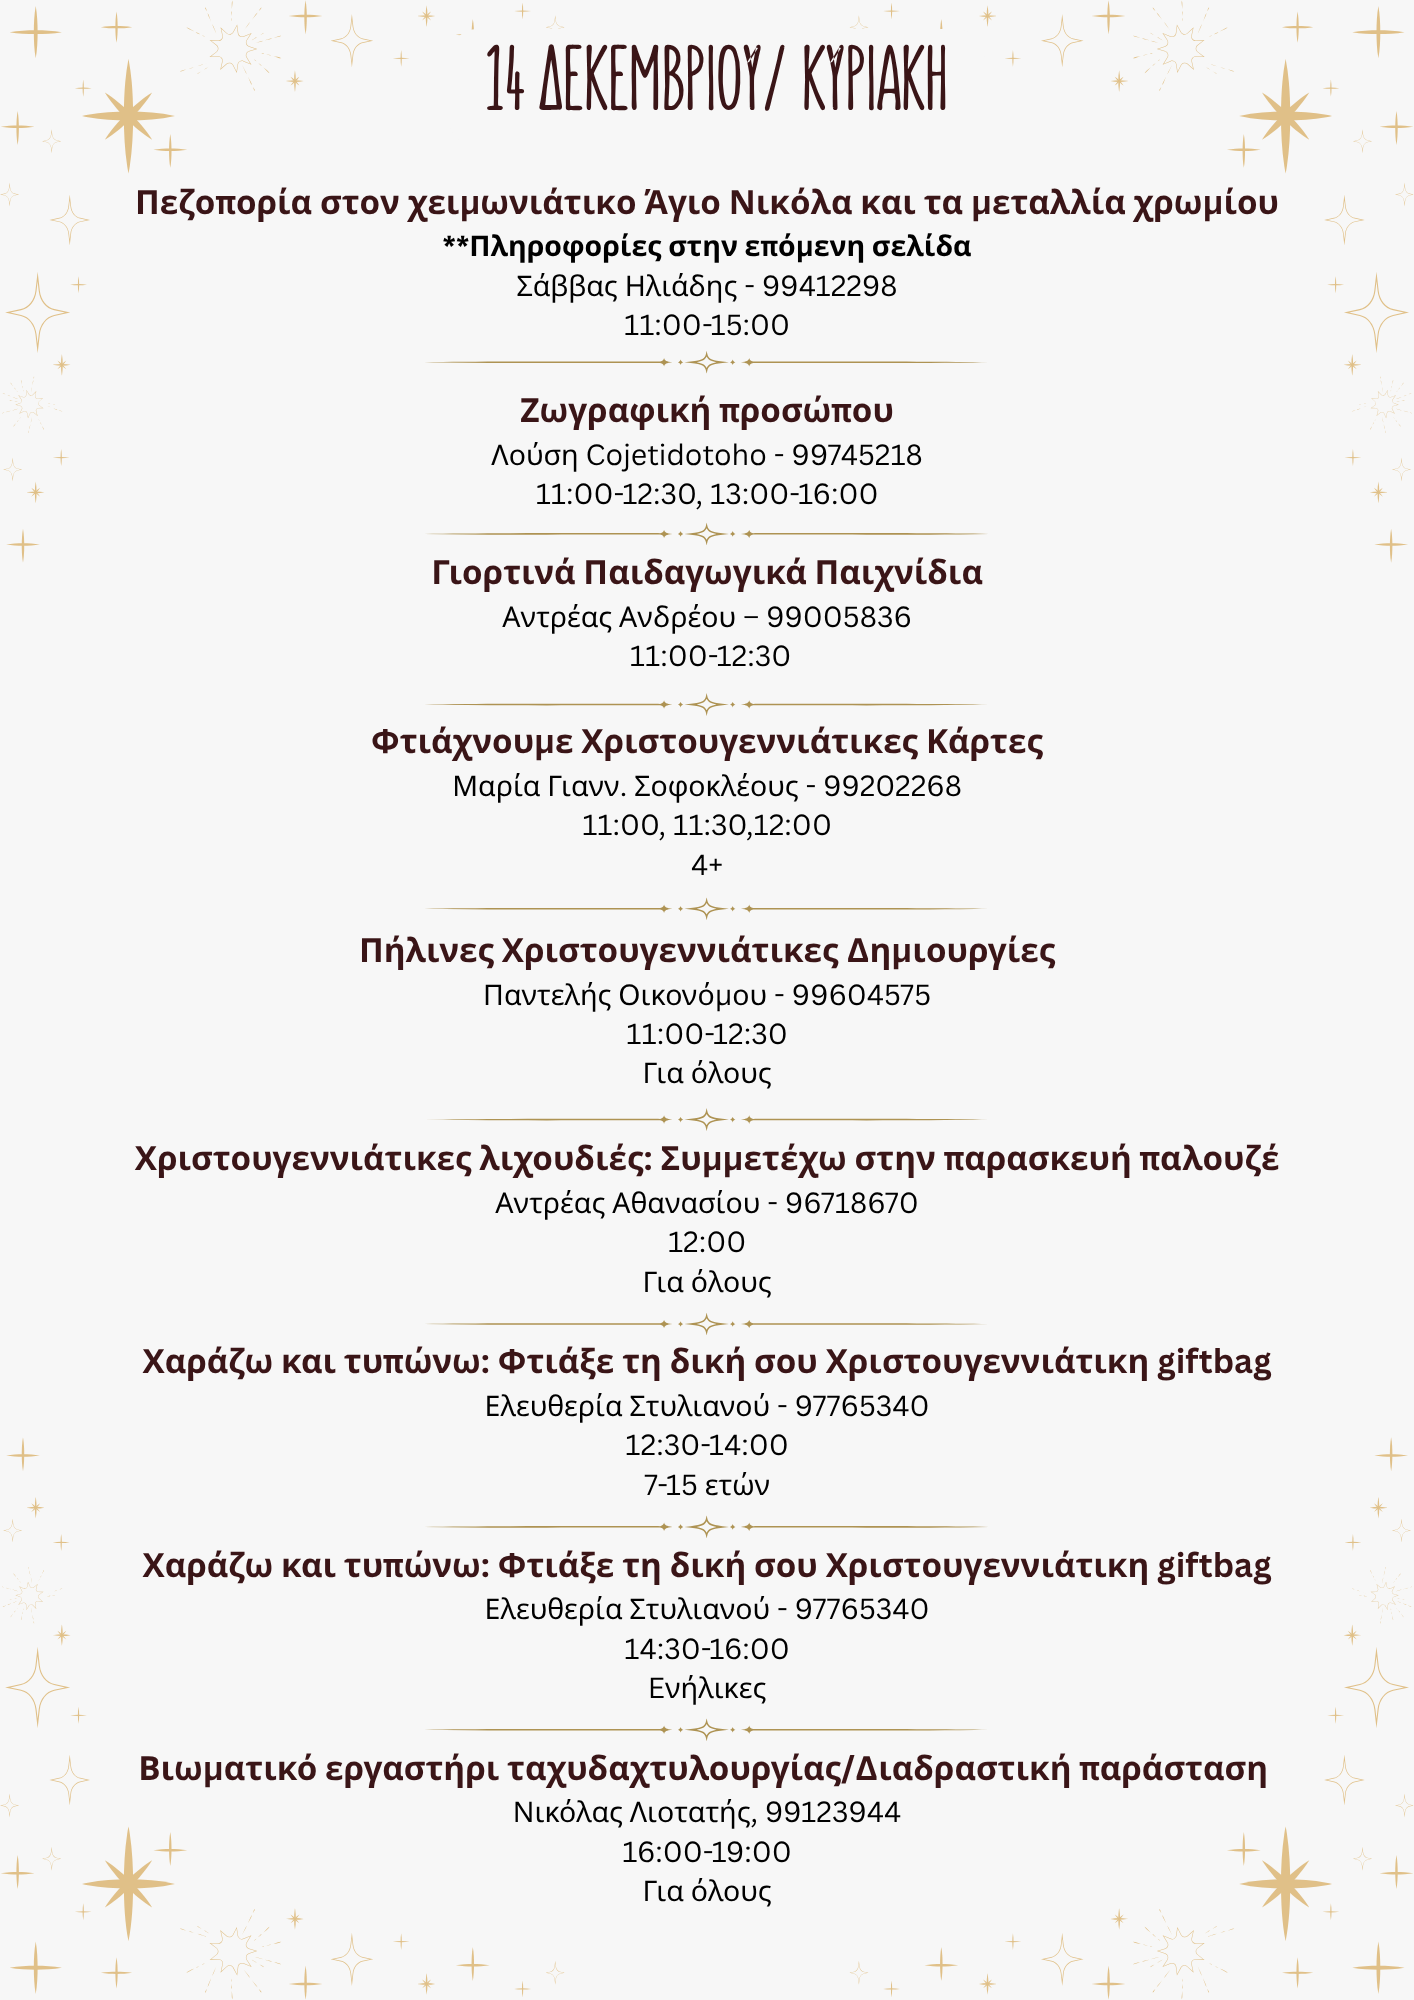 14 ΔΕΚΕΜΒΡΙΟΥ/ ΚΥΡΙΑΚΗ
Πεζοπορία στον χειμωνιάτικο Άγιο Νικόλα και τα μεταλλία χρωμίου
**Πληροφορίες στην επόμενη σελίδα
Σάββας Ηλιάδης - 99412298
11:00-15:00
Ζωγραφική προσώπου
Λούση Cojetidotoho - 99745218
11:00-12:30, 13:00-16:00
Γιορτινά Παιδαγωγικά Παιχνίδια
Αντρέας Ανδρέου – 99005836
11:00-12:30
Φτιάχνουμε Χριστουγεννιάτικες Κάρτες
Μαρία Γιανν. Σοφοκλέους - 99202268
11:00, 11:30,12:00
4+
Πήλινες Χριστουγεννιάτικες Δημιουργίες
Παντελής Οικονόμου - 99604575
11:00-12:30
Για όλους
Χριστουγεννιάτικες λιχουδιές: Συμμετέχω στην παρασκευή παλουζέ
Αντρέας Αθανασίου - 96718670
12:00
Για όλους
Χαράζω και τυπώνω: Φτιάξε τη δική σου Χριστουγεννιάτικη giftbag
Ελευθερία Στυλιανού - 97765340
12:30-14:00
7-15 ετών
Χαράζω και τυπώνω: Φτιάξε τη δική σου Χριστουγεννιάτικη giftbag
Ελευθερία Στυλιανού - 97765340
14:30-16:00
Ενήλικες
Βιωματικό εργαστήρι ταχυδαχτυλουργίας/Διαδραστική παράσταση
Νικόλας Λιοτατής, 99123944
16:00-19:00
Για όλους